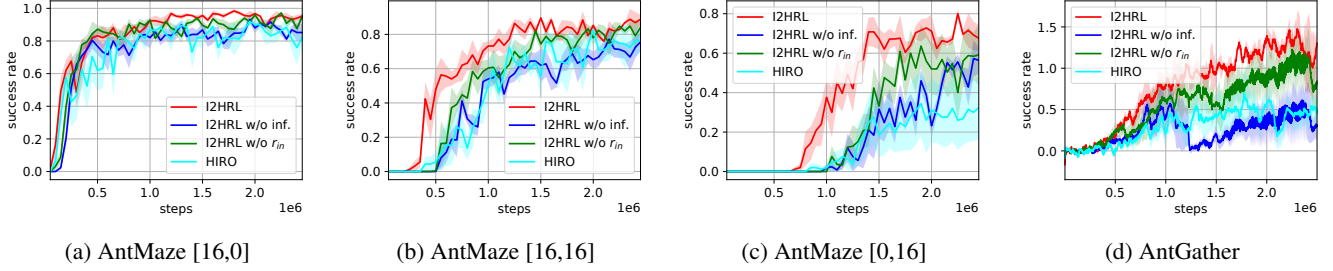 success rate
1.0
0.8
0.6
0.4
0.2
0.0
I2HRL
I2HRL w/o inf.
I2HRL w/o r_in
HIRO
0.5 1.0 1.5 2.0
steps 1e6
(a) AntMaze [16,0]
success rate
0.8
0.6
0.4
0.2
0.0
I2HRL
I2HRL w/o inf.
I2HRL w/o r_in
HIRO
0.5 1.0 1.5 2.0
steps 1e6
(b) AntMaze [16,16]
success rate
0.8
0.6
0.4
0.2
0.0
I2HRL
I2HRL w/o inf.
I2HRL w/o r_in
HIRO
0.5 1.0 1.5 2.0
steps 1e6
(c) AntMaze [0,16]
success rate
1.5
1.0
0.5
0.0
I2HRL
I2HRL w/o inf.
I2HRL w/o r_in
HIRO
0.5 1.0 1.5 2.0
steps 1e6
(d) AntGather